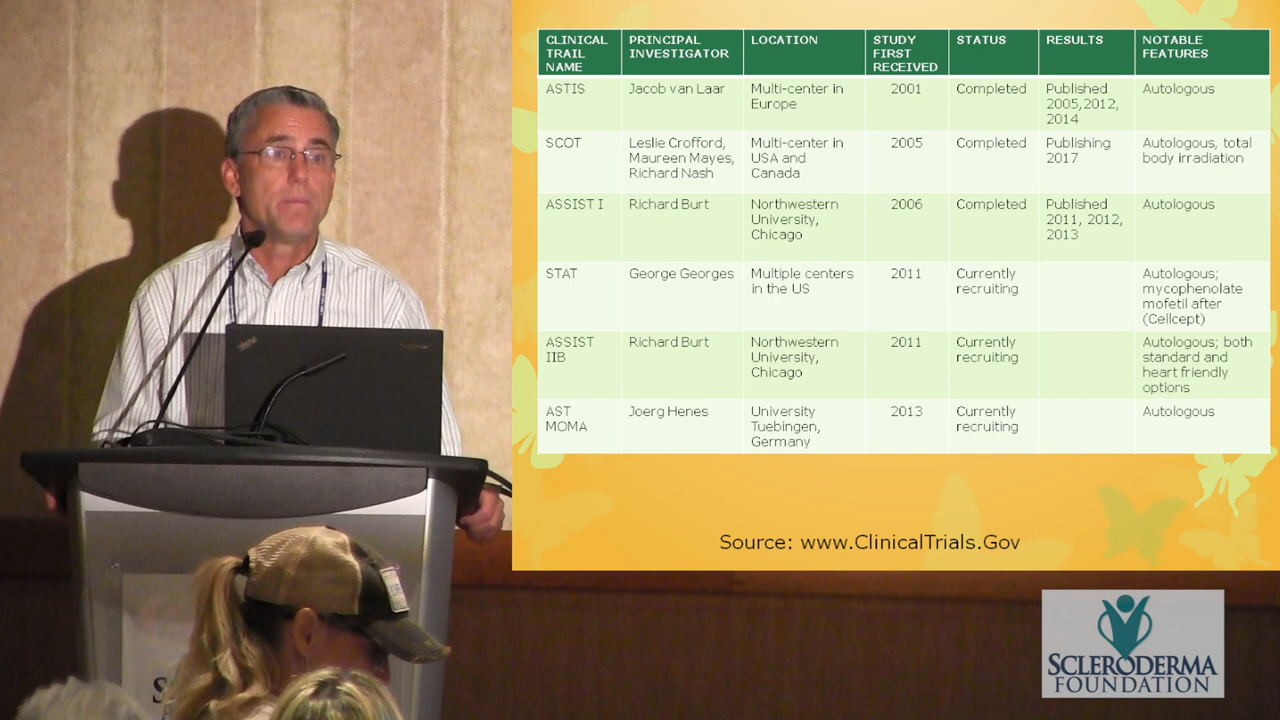 CLINICAL TRAIL NAME PRINCIPAL INVESTIGATOR LOCATION STUDY FIRST RECEIVED STATUS RESULTS NOTABLE FEATURES
ASTIS Jacob van Laar Multi-center in Europe 2001 Completed Published 2005,2012, 2014 Autologous
SCOT Leslie Crofford, Maureen Mayes, Richard Nash Multi-center in USA and Canada 2005 Completed Publishing 2017 Autologous, total body irradiation
ASSIST I Richard Burt Northwestern University, Chicago 2006 Completed Published 2011, 2012, 2013 Autologous
STAT George Georges Multiple centers in the US 2011 Currently recruiting Autologous; mycophenolate mofetil after (Cellcept)
ASSIST IIB Richard Burt Northwestern University, Chicago 2011 Currently recruiting Autologous; both standard and heart friendly options
AST MOMA Joerg Henes University Tuebingen, Germany 2013 Currently recruiting Autologous
Source: www.ClinicalTrials.Gov
SCLERODERMA
FOUNDATION